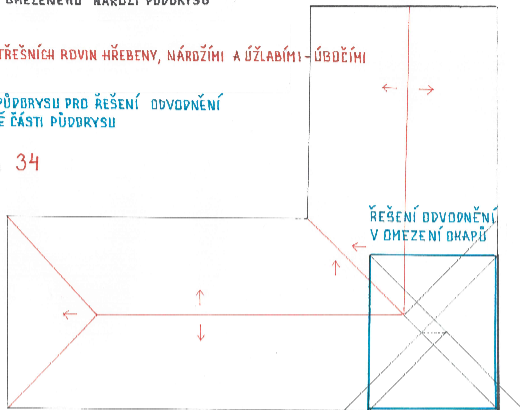 OMEZENÉHO NÁROŽÍ PŮDORYSU
TŘEŠNÍCH ROVIN HŘEBENY, NÁROŽÍMI A ÚŽLABÍMI - ÚBOČÍMI
PŮDORYSU PRO ŘEŠENÍ ODVODNĚNÍ
É ČÁSTI PŮDORYSU
34
ŘEŠENÍ ODVODNĚNÍ
V OMEZENÍ OKAPŮ